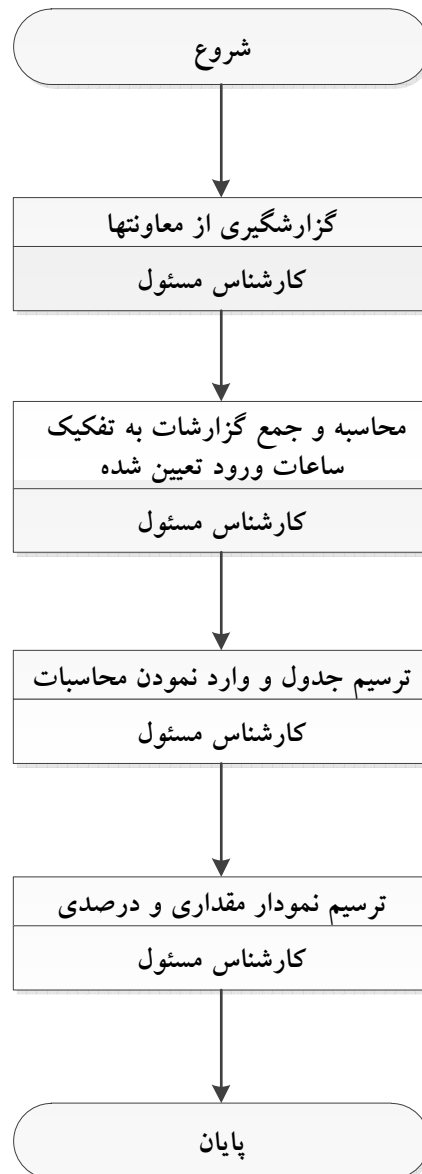 شروع
گزارشگیری از معاونتها
کارشناس مسئول
محاسبه و جمع گزارشات به تفکیک
ساعات ورود تعیین شده
کارشناس مسئول
ترسیم جدول و وارد نمودن محاسبات
کارشناس مسئول
ترسیم نمودار مقداری و درصدی
کارشناس مسئول
پایان